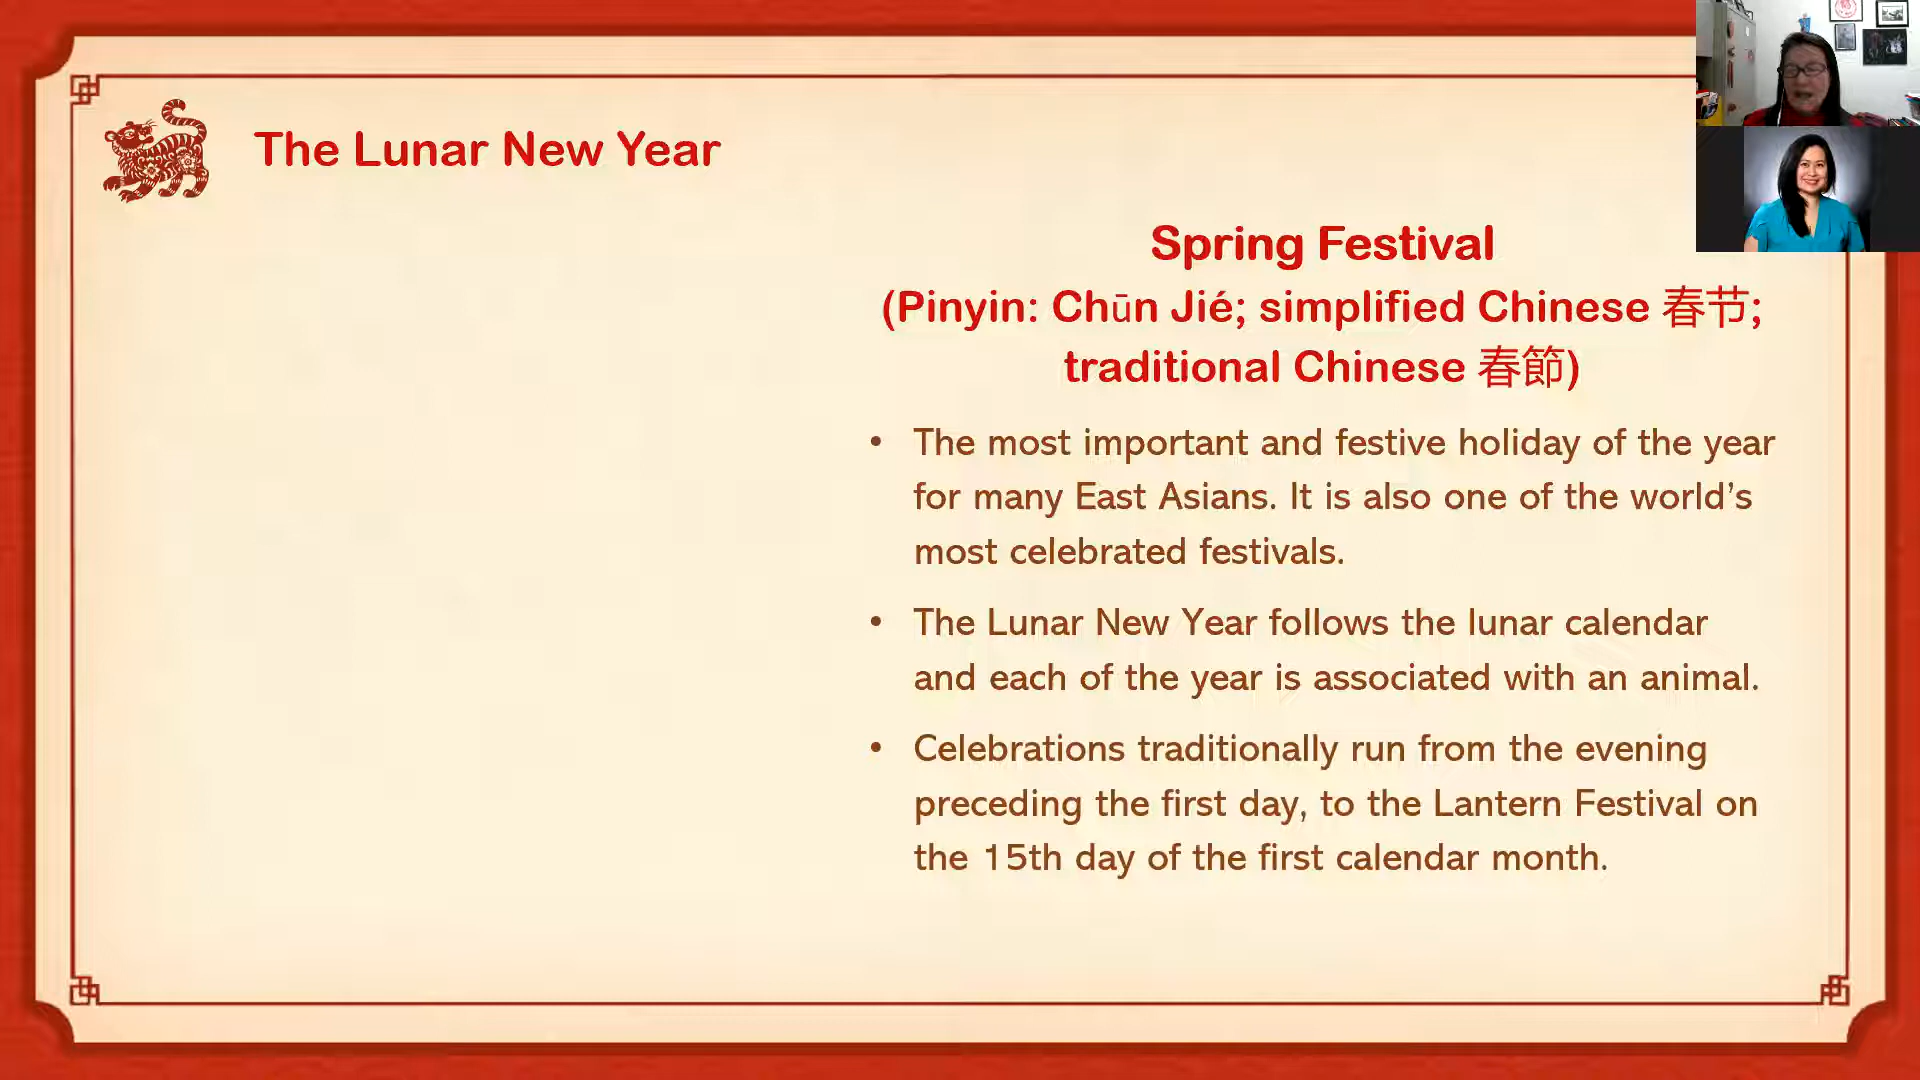 The Lunar New Year
Spring Festival
(Pinyin: Chūn Jié; simplified Chinese 春节;
traditional Chinese 春節)
• The most important and festive holiday of the year
for many East Asians. It is also one of the world’s
most celebrated festivals.
• The Lunar New Year follows the lunar calendar
and each of the year is associated with an animal.
• Celebrations traditionally run from the evening
preceding the first day, to the Lantern Festival on
the 15th day of the first calendar month.